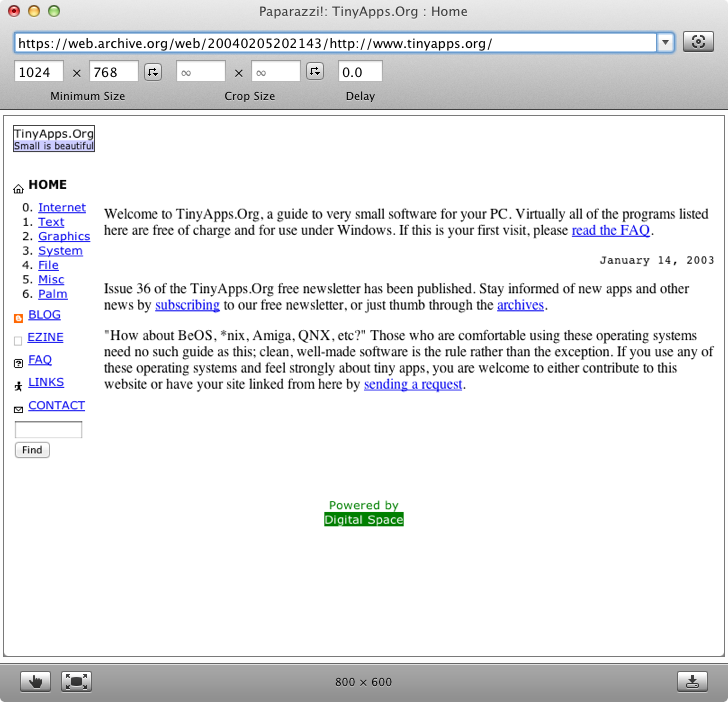 Paparazzi!: TinyApps.Org : Home
https://web.archive.org/web/20040205202143/http://www.tinyapps.org/
1024 × 768 ∞ × ∞ 0.0
Minimum Size Crop Size Delay
TinyApps.Org
Small is beautiful
HOME
0. Internet
1. Text
2. Graphics
3. System
4. File
5. Misc
6. Palm
BLOG
EZINE
FAQ
LINKS
CONTACT
Find
Welcome to TinyApps.Org, a guide to very small software for your PC. Virtually all of the programs listed
here are free of charge and for use under Windows. If this is your first visit, please read the FAQ.
January 14, 2003
Issue 36 of the TinyApps.Org free newsletter has been published. Stay informed of new apps and other
news by subscribing to our free newsletter, or just thumb through the archives.
"How about BeOS, *nix, Amiga, QNX, etc?" Those who are comfortable using these operating systems
need no such guide as this; clean, well-made software is the rule rather than the exception. If you use any of
these operating systems and feel strongly about tiny apps, you are welcome to either contribute to this
website or have your site linked from here by sending a request.
Powered by
Digital Space
800 × 600